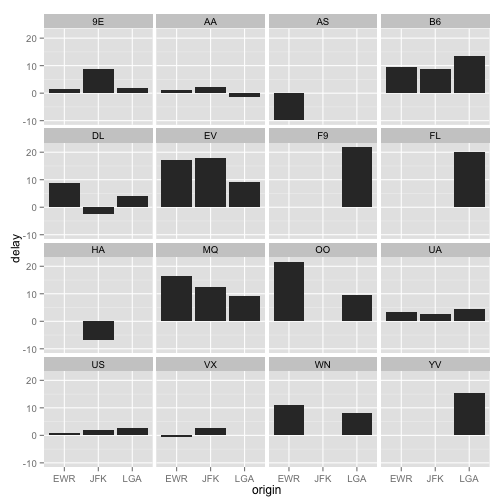 9E AA AS B6
20
10
0
-10
DL EV F9 FL
20
10
0
-10
delay
HA MQ OO UA
20
10
0
-10
US VX WN YV
20
10
0
-10
EWR JFK LGA EWR JFK LGA EWR JFK LGA EWR JFK LGA
origin